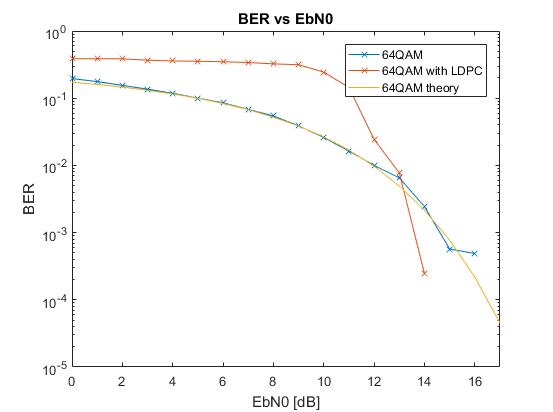 BER vs EbN0
64QAM
64QAM with LDPC
64QAM theory
BER
10^0
10^-1
10^-2
10^-3
10^-4
10^-5
0 2 4 6 8 10 12 14 16
EbN0 [dB]